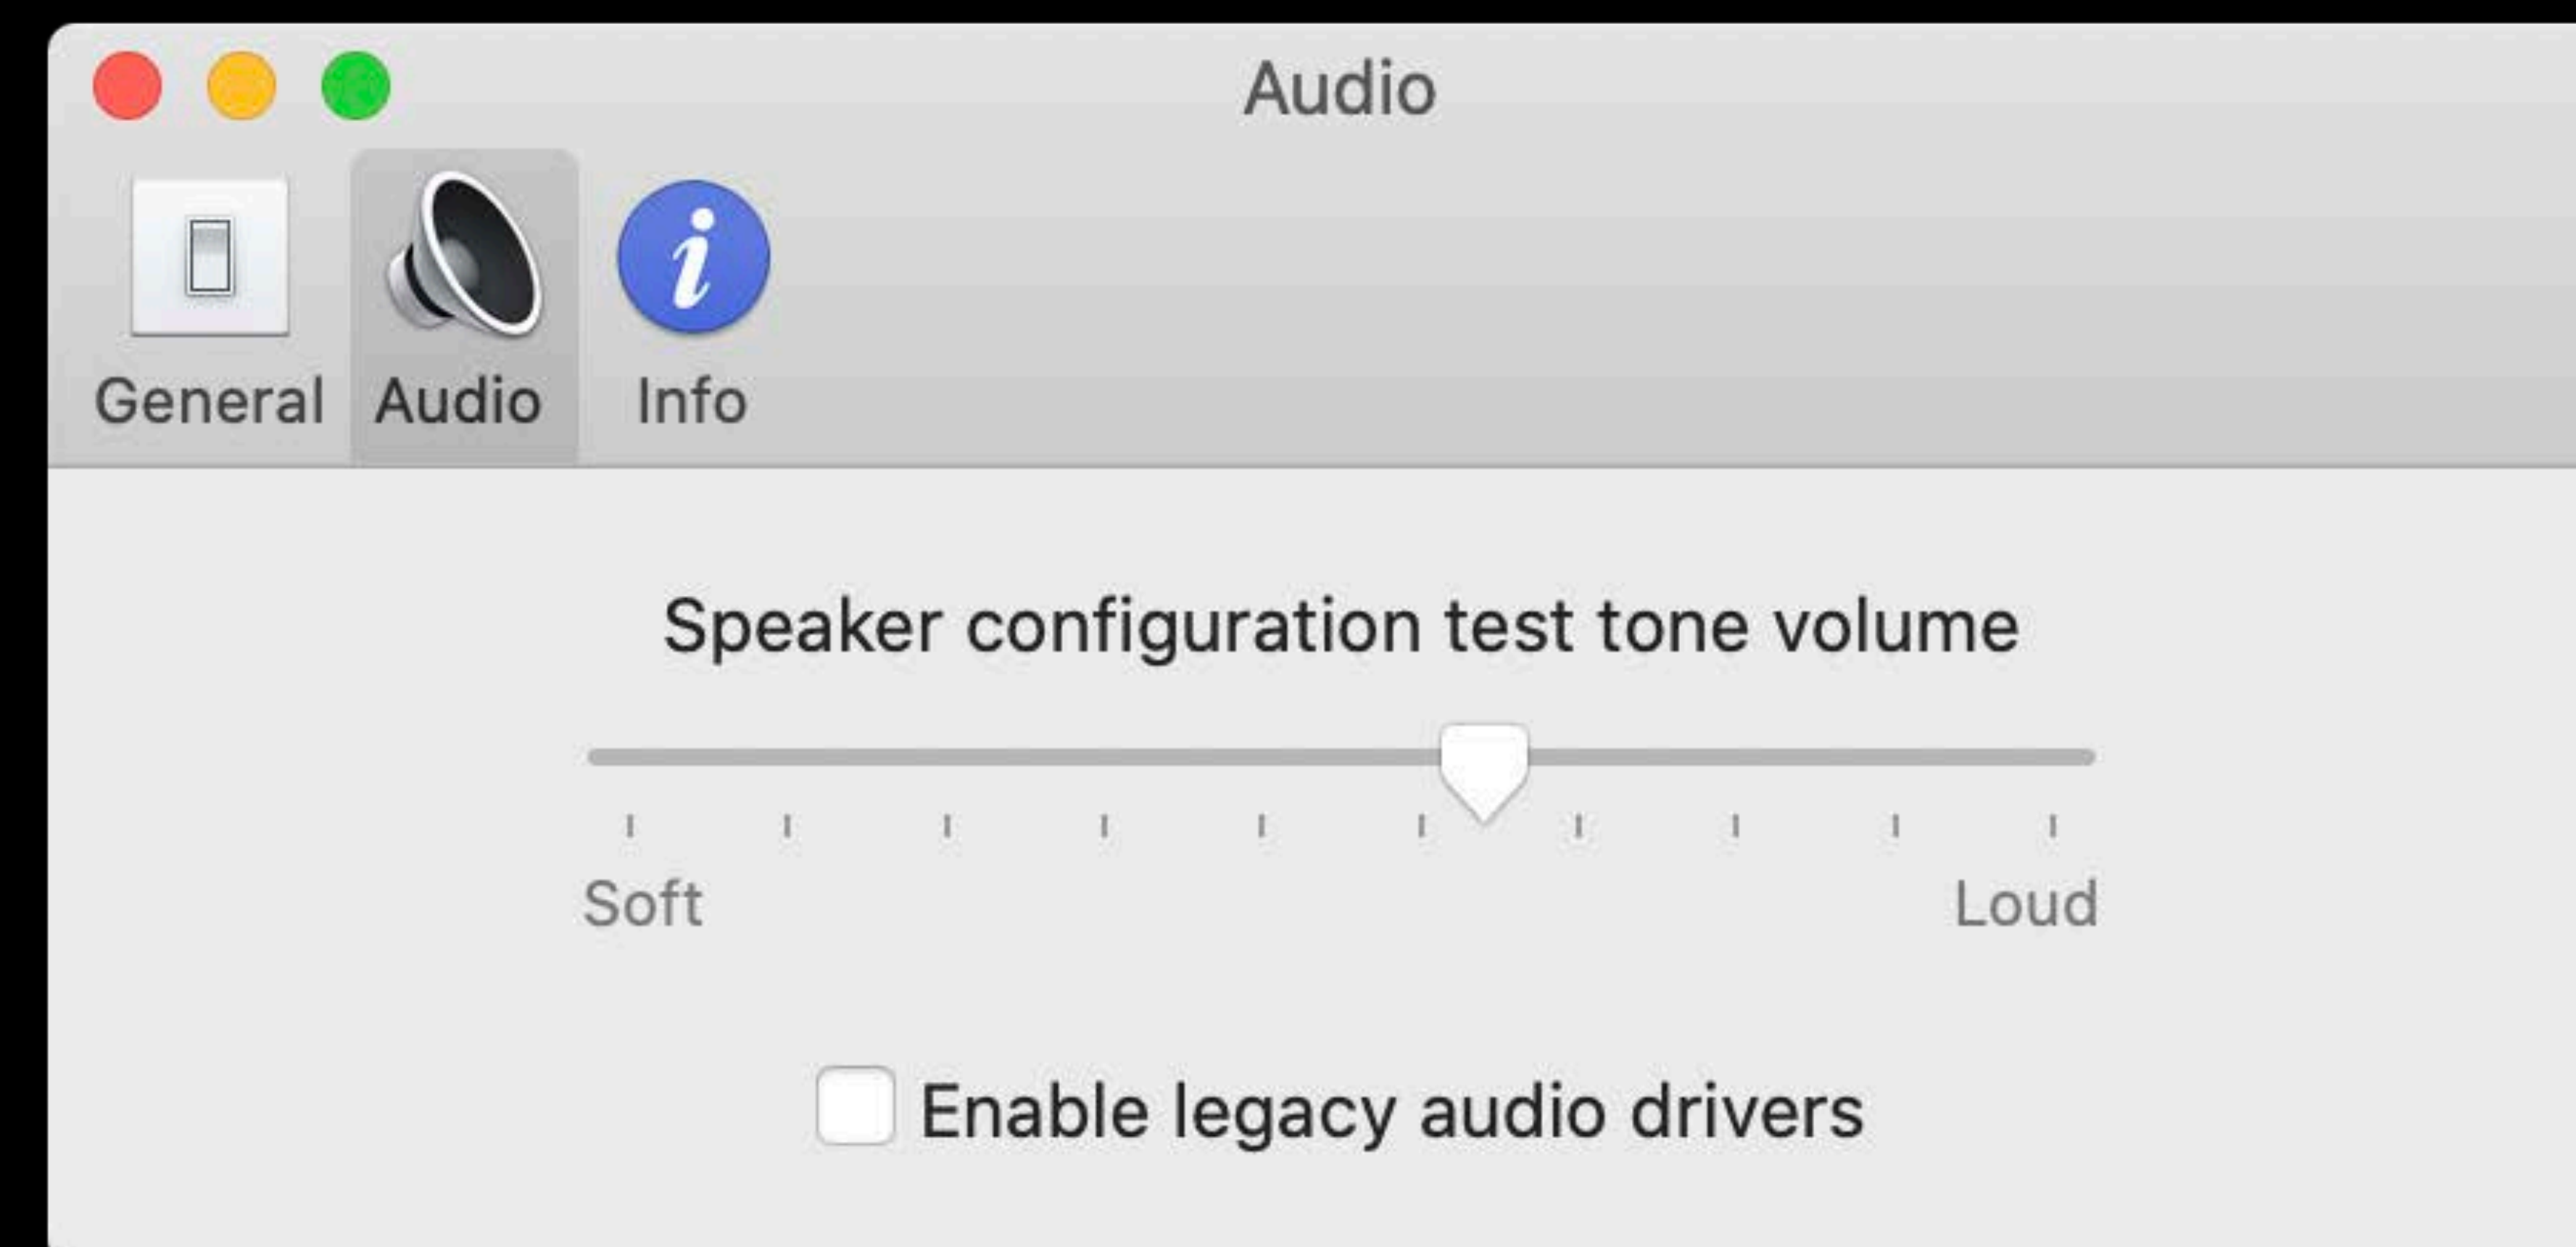 Audio
General Audio Info
Speaker configuration test tone volume
Soft Loud
Enable legacy audio drivers